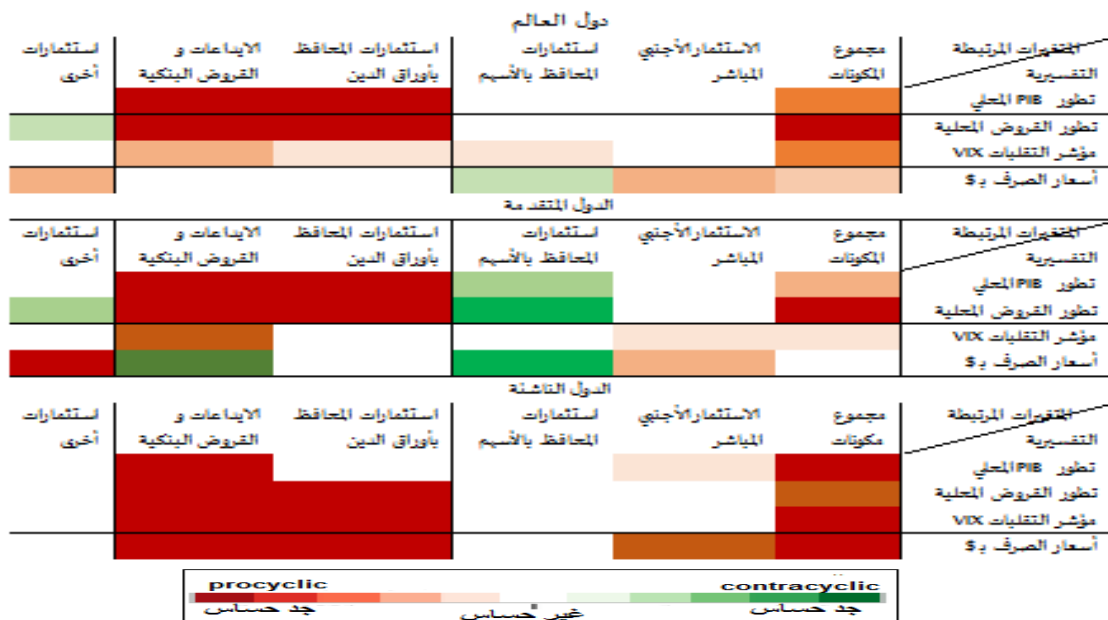 دول العالم
المتغيرات المرتبطة مجموع الاستثمار الأجنبي استثمارات استثمارات المحافظ الايداعات و استثمارات
التفسيرية المكونات المباشر المحافظ بالأسهم بأوراق الدين القروض البنكية أخرى
تطور PIB المحلي
تطور القروض المحلية
مؤشر التقلبات VIX
أسعار الصرف بـ $
الدول المتقدمة
المتغيرات المرتبطة مجموع الاستثمار الأجنبي استثمارات استثمارات المحافظ الايداعات و استثمارات
التفسيرية المكونات المباشر المحافظ بالأسهم بأوراق الدين القروض البنكية أخرى
تطور PIB المحلي
تطور القروض المحلية
مؤشر التقلبات VIX
أسعار الصرف بـ $
الدول الناشئة
المتغيرات المرتبطة مجموع الاستثمار الأجنبي استثمارات استثمارات المحافظ الايداعات و استثمارات
التفسيرية مكونات المباشر المحافظ بالأسهم بأوراق الدين القروض البنكية أخرى
تطور PIB المحلي
تطور القروض المحلية
مؤشر التقلبات VIX
أسعار الصرف بـ $
procyclic contracyclic
جد حساس غير حساس جد حساس